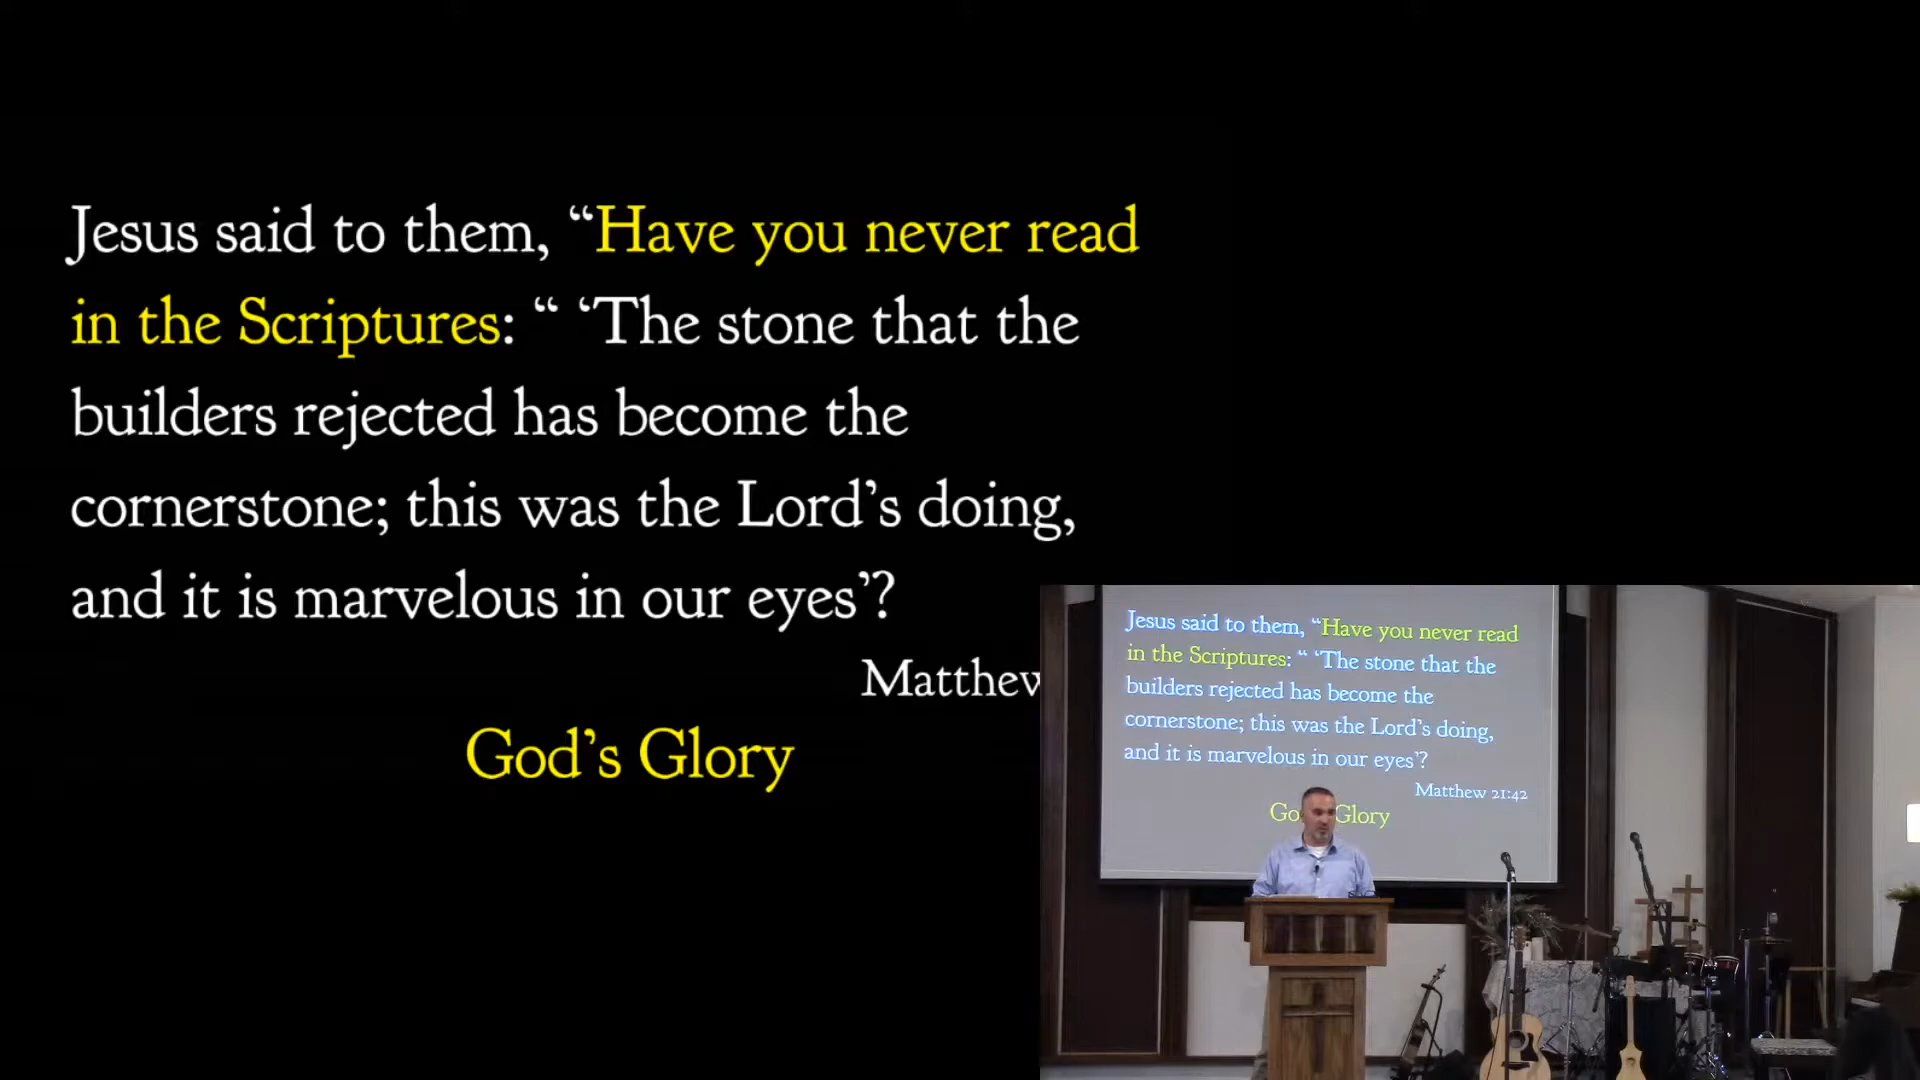 Jesus said to them, “Have you never read
in the Scriptures: “ ‘The stone that the
builders rejected has become the
cornerstone; this was the Lord’s doing,
and it is marvelous in our eyes’?
Matthew
God’s Glory
Jesus said to them, “Have you never read
in the Scriptures: “ ‘The stone that the
builders rejected has become the
cornerstone; this was the Lord’s doing,
and it is marvelous in our eyes’?
Matthew 21:42
Go Glory